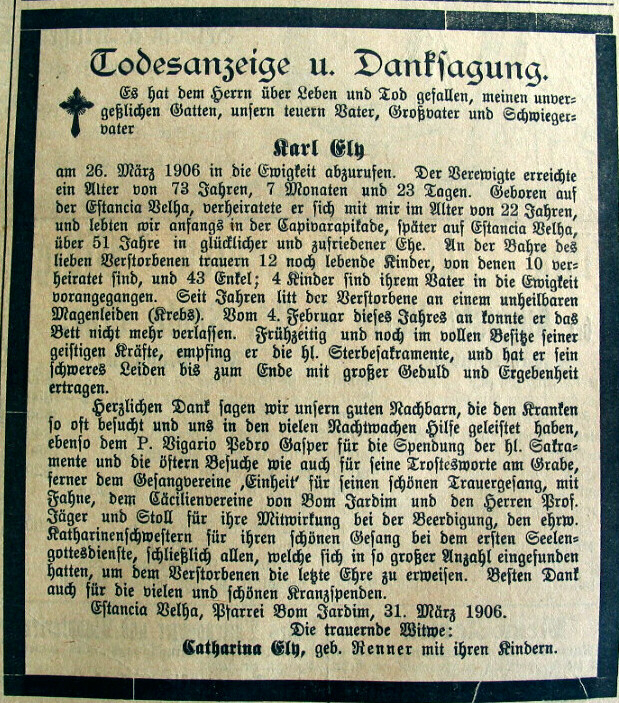 Todesanzeige u. Danksagung.
Es hat dem Herrn über Leben und Tod gefallen, meinen unver-
geßlichen Gatten, unsern teuern Vater, Großvater und Schwieger-
vater
Karl Ely
am 26. März 1906 in die Ewigkeit abzurufen. Der Verewigte erreichte
ein Alter von 73 Jahren, 7 Monaten und 23 Tagen. Geboren auf
der Estancia Velha, verheiratete er sich mit mir im Alter von 22 Jahren,
und lebten wir anfangs in der Capivarapikade, später auf Estancia Velha,
über 51 Jahre in glücklicher und zufriedener Ehe. An der Bahre des
lieben Verstorbenen trauern 12 noch lebende Kinder, von denen 10 ver-
heiratet sind, und 43 Enkel; 4 Kinder sind ihrem Vater in die Ewigkeit
vorangegangen. Seit Jahren litt der Verstorbene an einem unheilbaren
Magenleiden (Krebs). Vom 4. Februar dieses Jahres an konnte er das
Bett nicht mehr verlassen. Frühzeitig und noch im vollen Besitze seiner
geistigen Kräfte, empfing er die hl. Sterbesakramente, und hat er sein
schweres Leiden bis zum Ende mit großer Geduld und Ergebenheit
ertragen.
Herzlichen Dank sagen wir unsern guten Nachbarn, die den Kranken
so oft besucht und uns in den vielen Nachtwachen Hilfe geleistet haben,
ebenso dem P. Vigario Pedro Gasper für die Spendung der hl. Sakra-
mente und die öftern Besuche wie auch für seine Trostesworte am Grabe,
ferner dem Gesangvereine ‚Einheit' für seinen schönen Trauergesang, mit
Fahne, dem Cäcilienvereine von Bom Jardim und den Herren Prof.
Jäger und Stoll für ihre Mitwirkung bei der Beerdigung, den ehrw.
Katharinenschwestern für ihren schönen Gesang bei dem ersten Seelen-
gottesdienste, schließlich allen, welche sich in so großer Anzahl eingefunden
hatten, um dem Verstorbenen die letzte Ehre zu erweisen. Besten Dank
auch für die vielen und schönen Kranzspenden.
Estancia Velha, Pfarrei Bom Jardim, 31. März 1906.
Die trauernde Witwe:
Catharina Ely, geb. Renner mit ihren Kindern.